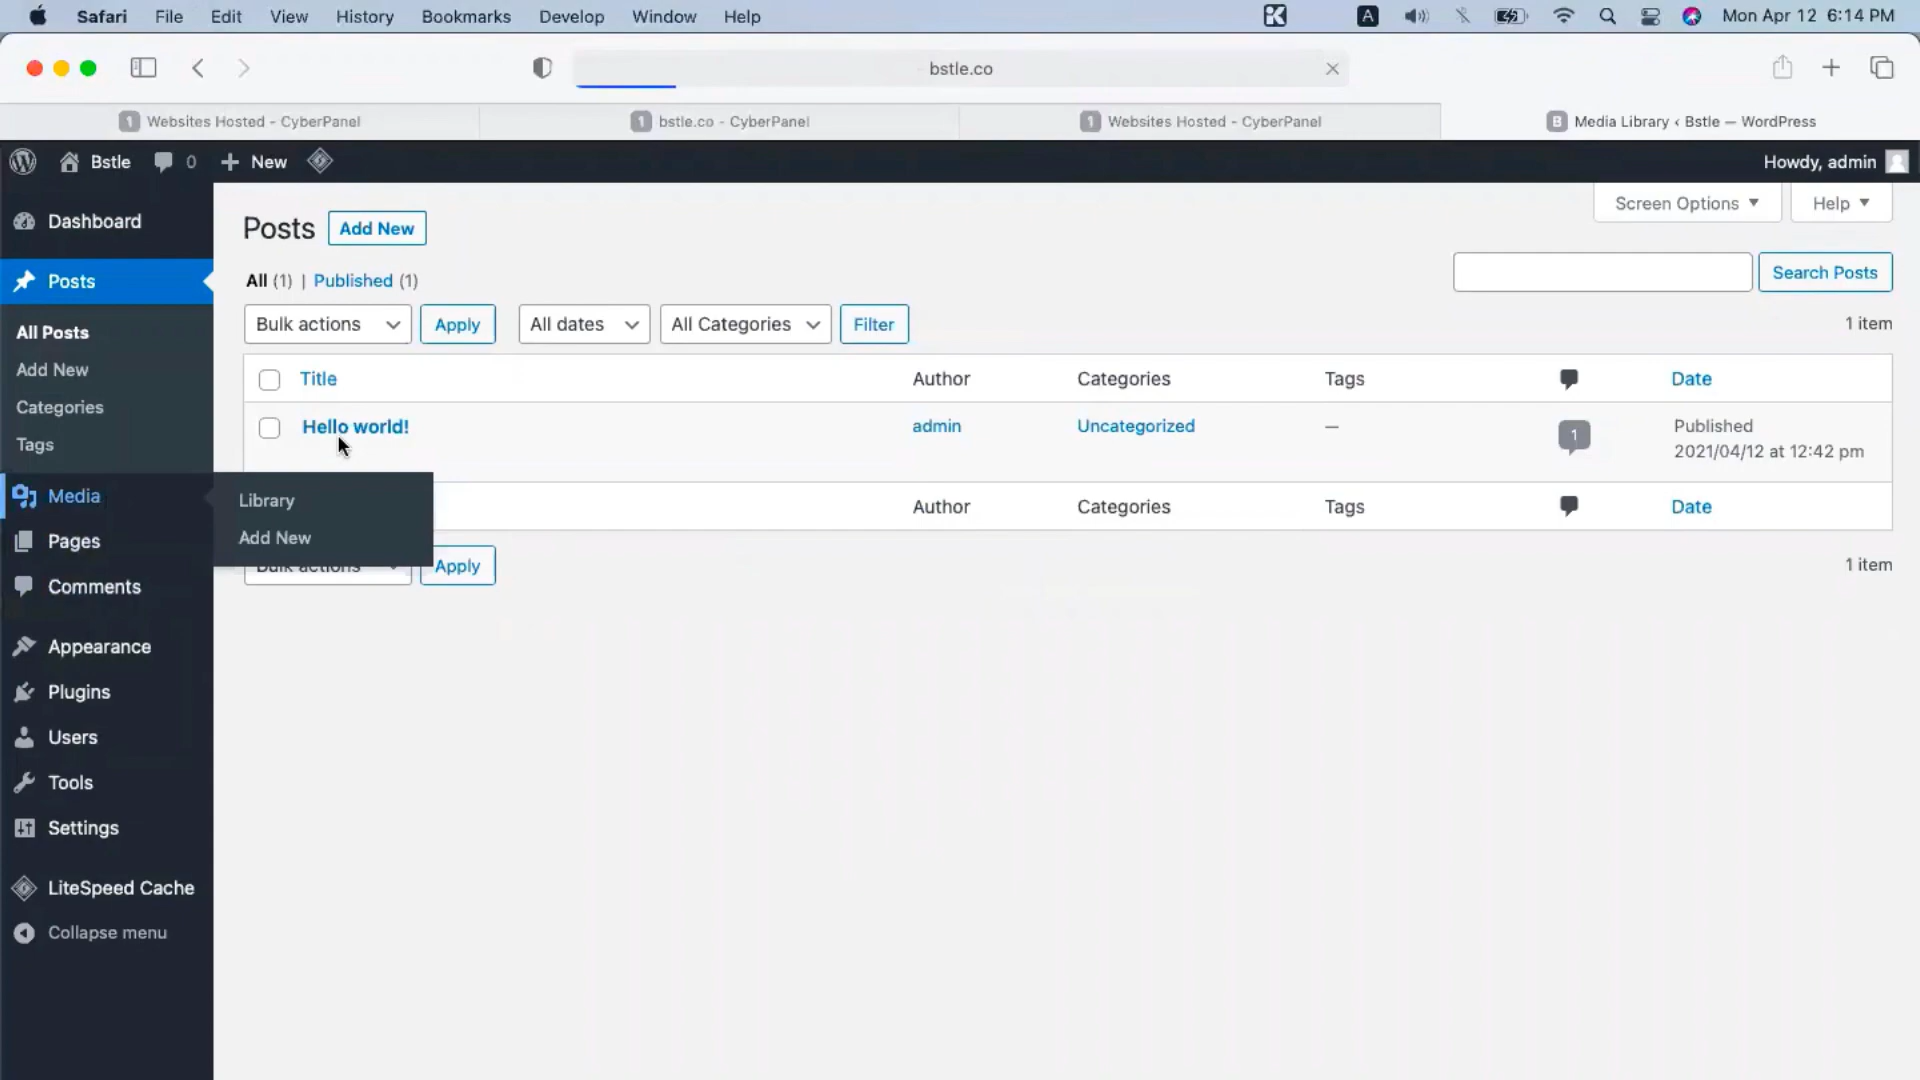 Safari File Edit View History Bookmarks Develop Window Help A Mon Apr 12 6:14 PM
bstle.co
1 Websites Hosted - CyberPanel 1 bstle.co - CyberPanel 1 Websites Hosted - CyberPanel B Media Library ‹ Bstle — WordPress
Bstle 0 + New Howdy, admin
Dashboard
Posts
All Posts
Add New
Categories
Tags
Media
Library
Add New
Pages
Comments
Appearance
Plugins
Users
Tools
Settings
LiteSpeed Cache
Collapse menu
Screen Options Help
Posts Add New
All (1) | Published (1)
Search Posts
Bulk actions Apply All dates All Categories Filter 1 item
Title Author Categories Tags Date
Hello world! admin Uncategorized — 1 Published
2021/04/12 at 12:42 pm
Author Categories Tags Date
Bulk actions Apply 1 item